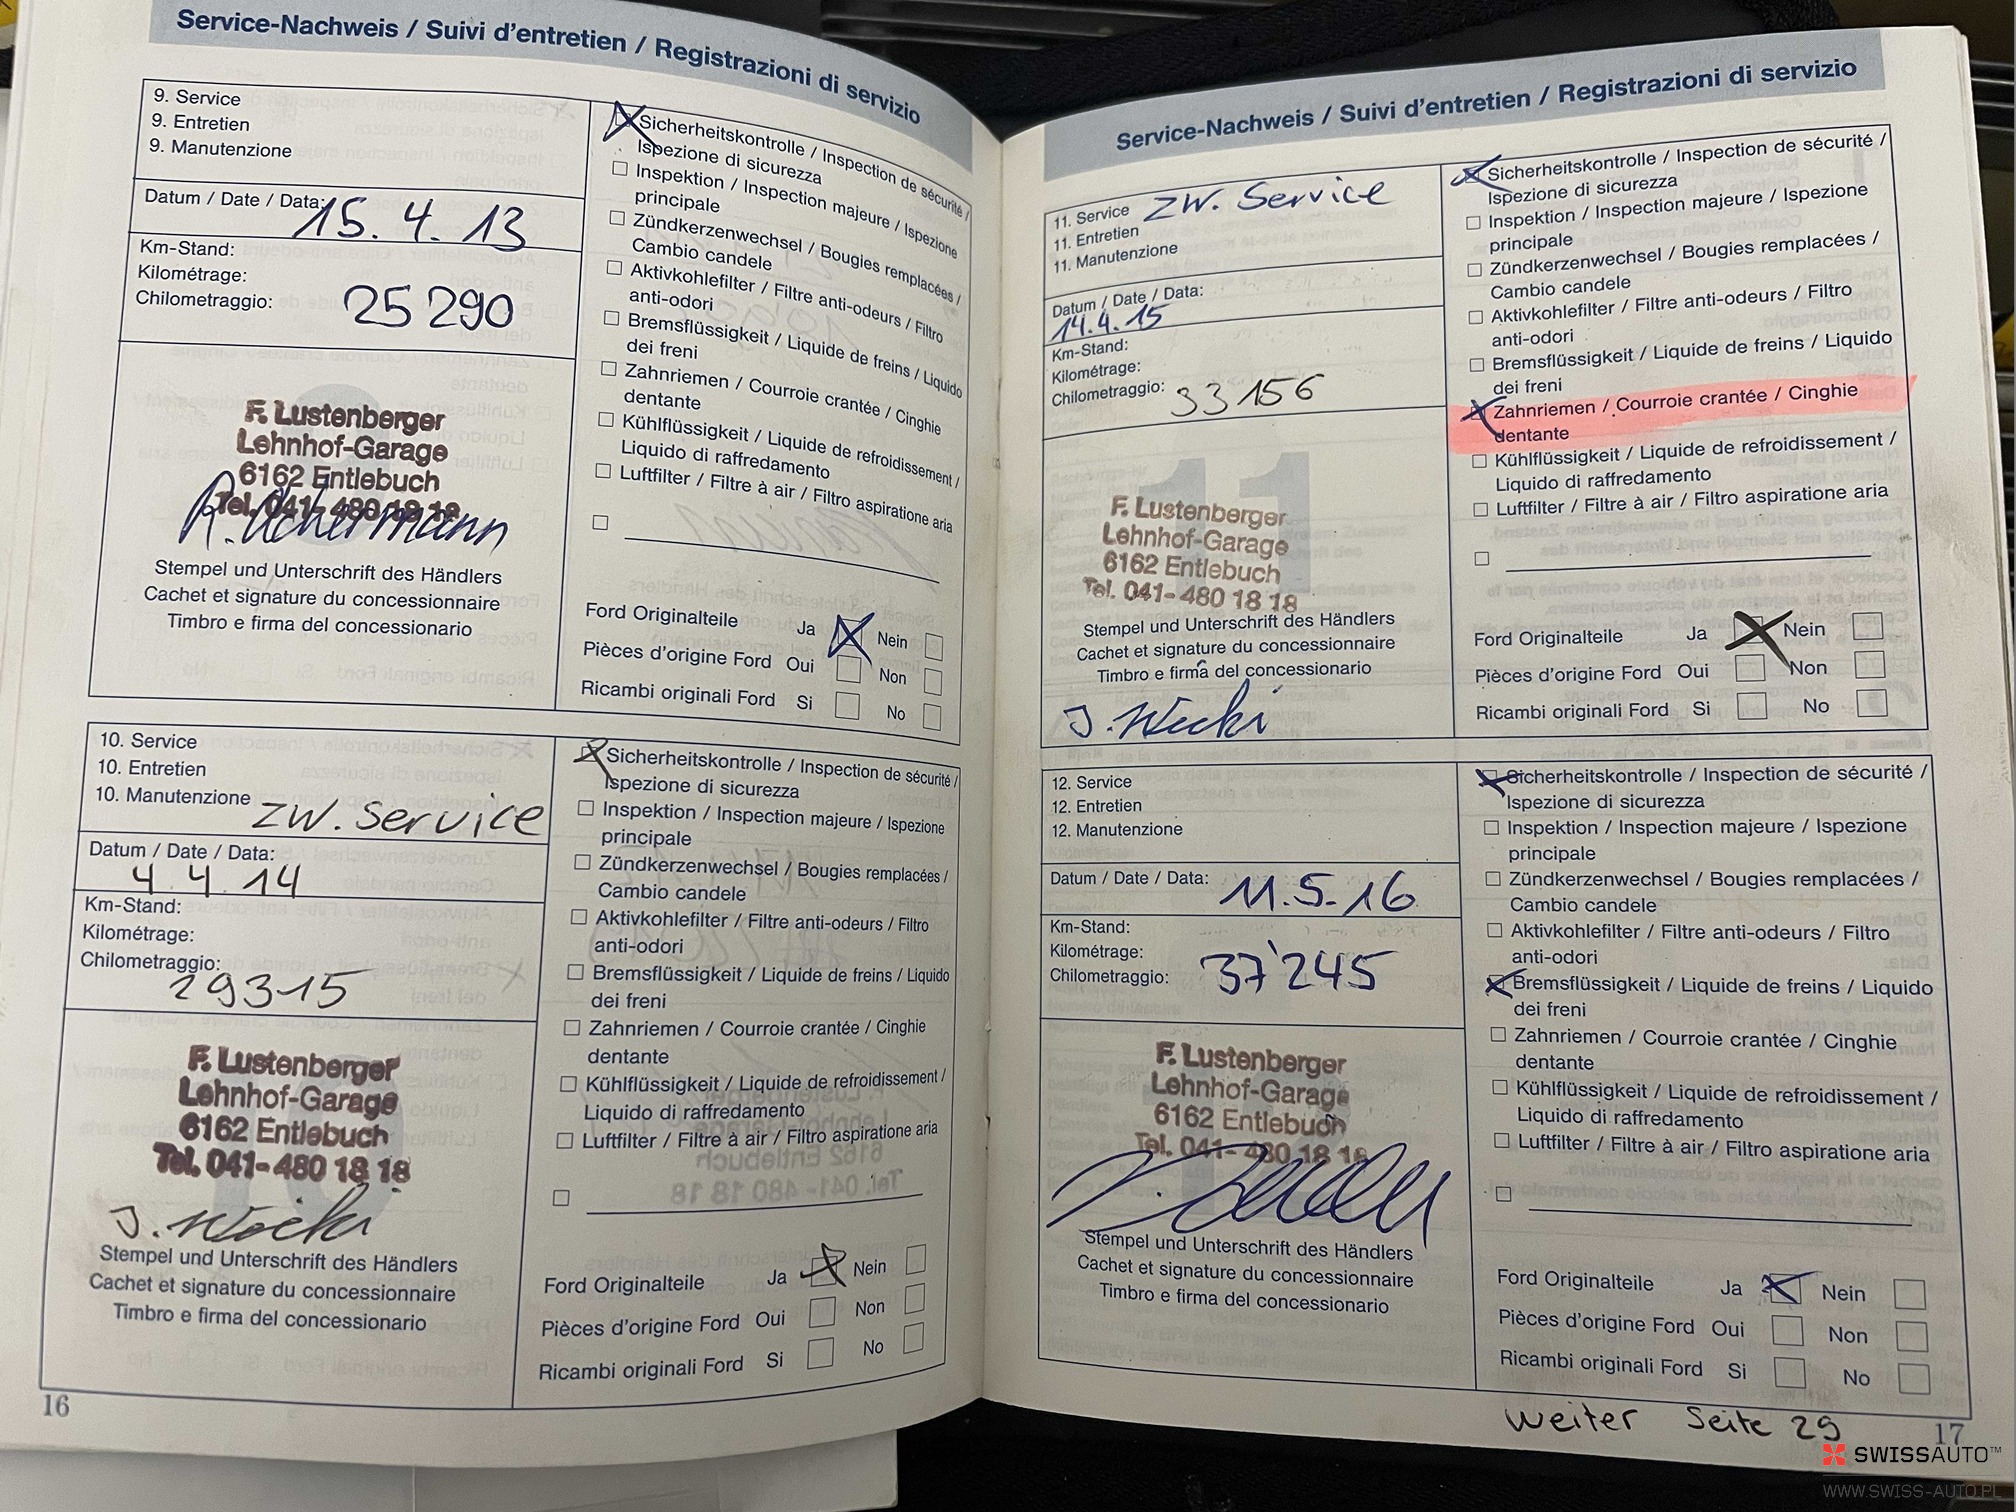 Service-Nachweis / Suivi d'entretien / Registrazioni di servizio
9. Service
9. Entretien
9. Manutenzione
Datum / Date / Data: 15.4.13
Km-Stand:
Kilométrage:
Chilometraggio: 25290
F. Lustenberger
Lehnhof-Garage
6162 Entlebuch
Tel. 041-480 18 18
R. Achermann
Stempel und Unterschrift des Händlers
Cachet et signature du concessionnaire
Timbro e firma del concessionario
Sicherheitskontrolle / Inspection de sécurité /
Ispezione di sicurezza
Inspektion / Inspection majeure / Ispezione
principale
Zündkerzenwechsel / Bougies remplacées /
Cambio candele
Aktivkohlefilter / Filtre anti-odeurs / Filtro
anti-odori
Bremsflüssigkeit / Liquide de freins / Liquido
dei freni
Zahnriemen / Courroie crantée / Cinghie
dentante
Kühlflüssigkeit / Liquide de refroidissement /
Liquido di raffredamento
Luftfilter / Filtre à air / Filtro aspiratione aria
Ford Originalteile Ja Nein
Pièces d'origine Ford Oui Non
Ricambi originali Ford Si No
10. Service
10. Entretien
10. Manutenzione ZW. Service
Datum / Date / Data:
4.4.14
Km-Stand:
Kilométrage:
Chilometraggio:
29315
F. Lustenberger
Lehnhof-Garage
6162 Entlebuch
Tel. 041-480 18 18
Stempel und Unterschrift des Händlers
Cachet et signature du concessionnaire
Timbro e firma del concessionario
Sicherheitskontrolle / Inspection de sécurité /
Ispezione di sicurezza
Inspektion / Inspection majeure / Ispezione
principale
Zündkerzenwechsel / Bougies remplacées /
Cambio candele
Aktivkohlefilter / Filtre anti-odeurs / Filtro
anti-odori
Bremsflüssigkeit / Liquide de freins / Liquido
dei freni
Zahnriemen / Courroie crantée / Cinghie
dentante
Kühlflüssigkeit / Liquide de refroidissement /
Liquido di raffredamento
Luftfilter / Filtre à air / Filtro aspiratione aria
Ford Originalteile Ja Nein
Pièces d'origine Ford Oui Non
Ricambi originali Ford Si No
16
Service-Nachweis / Suivi d'entretien / Registrazioni di servizio
11. Service ZW. Service
11. Entretien
11. Manutenzione
Datum / Date / Data:
14.4.15
Km-Stand:
Kilométrage:
Chilometraggio: 33156
11
F. Lustenberger
Lehnhof-Garage
6162 Entlebuch
Tel. 041-480 18 18
Stempel und Unterschrift des Händlers
Cachet et signature du concessionnaire
Timbro e firma del concessionario
Sicherheitskontrolle / Inspection de sécurité /
Ispezione di sicurezza
Inspektion / Inspection majeure / Ispezione
principale
Zündkerzenwechsel / Bougies remplacées /
Cambio candele
Aktivkohlefilter / Filtre anti-odeurs / Filtro
anti-odori
Bremsflüssigkeit / Liquide de freins / Liquido
dei freni
Zahnriemen / Courroie crantée / Cinghie
dentante
Kühlflüssigkeit / Liquide de refroidissement /
Liquido di raffredamento
Luftfilter / Filtre à air / Filtro aspiratione aria
Ford Originalteile Ja Nein
Pièces d'origine Ford Oui Non
Ricambi originali Ford Si No
12. Service
12. Entretien
12. Manutenzione
Datum / Date / Data: 11.5.16
Km-Stand:
Kilométrage:
Chilometraggio: 37'245
F. Lustenberger
Lehnhof-Garage
6162 Entlebuch
Tel. 041-480 18 18
Stempel und Unterschrift des Händlers
Cachet et signature du concessionnaire
Timbro e firma del concessionario
Sicherheitskontrolle / Inspection de sécurité /
Ispezione di sicurezza
Inspektion / Inspection majeure / Ispezione
principale
Zündkerzenwechsel / Bougies remplacées /
Cambio candele
Aktivkohlefilter / Filtre anti-odeurs / Filtro
anti-odori
Bremsflüssigkeit / Liquide de freins / Liquido
dei freni
Zahnriemen / Courroie crantée / Cinghie
dentante
Kühlflüssigkeit / Liquide de refroidissement /
Liquido di raffredamento
Luftfilter / Filtre à air / Filtro aspiratione aria
Ford Originalteile Ja Nein
Pièces d'origine Ford Oui Non
Ricambi originali Ford Si No
weiter Seite 29
17
SWISSAUTO™
WWW.SWISS-AUTO.PL